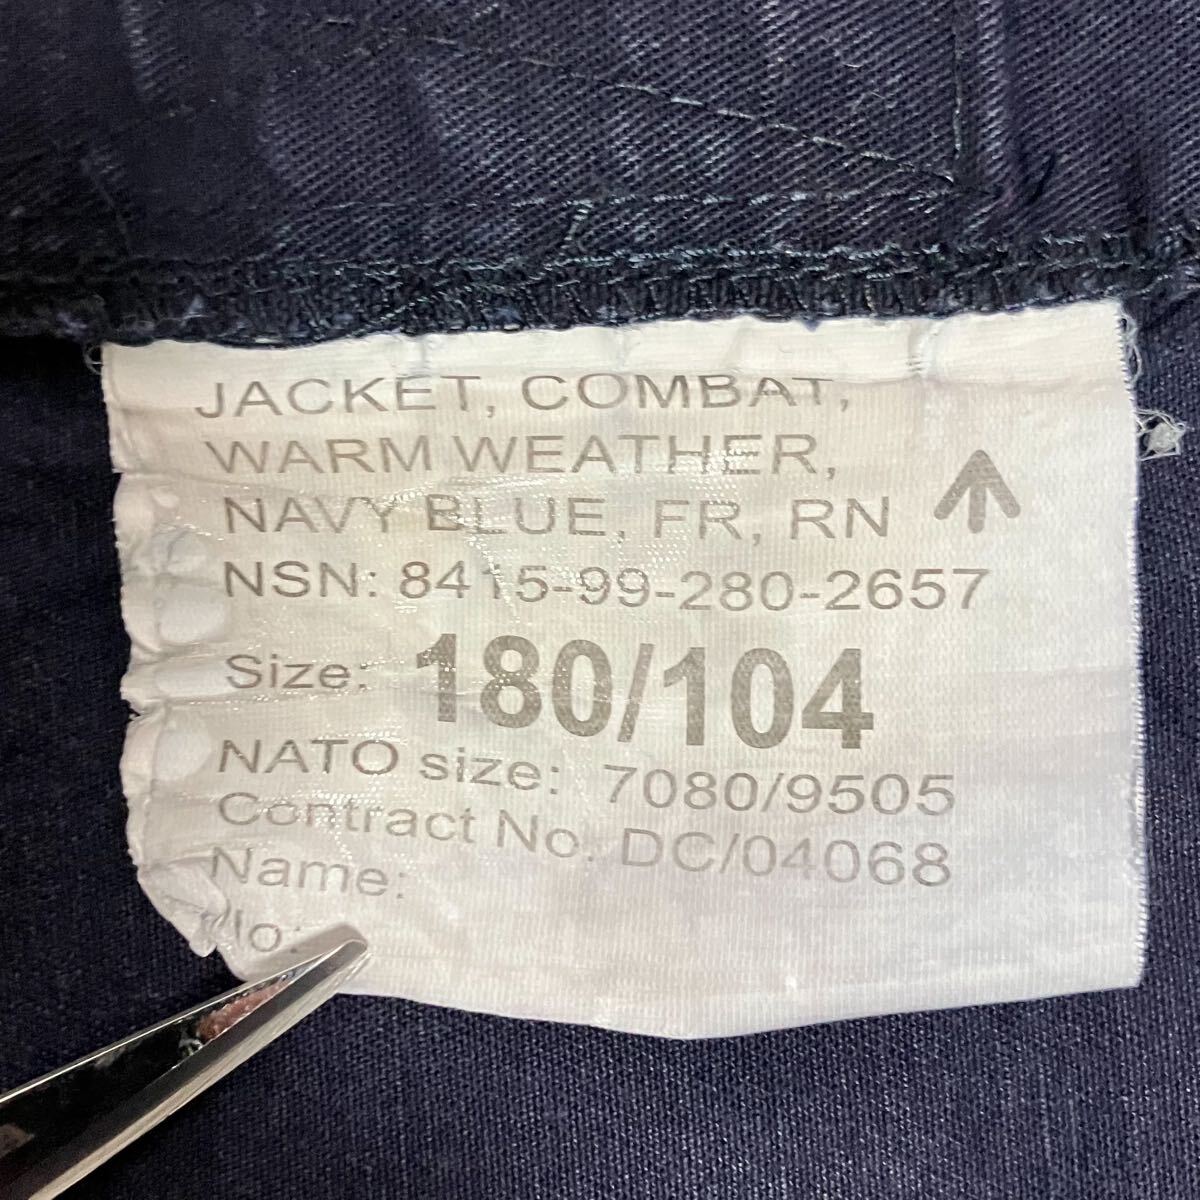 JACKET, COMBAT,
WARM WEATHER,
NAVY BLUE, FR, RN
NSN: 8415-99-280-2657
Size: 180/104
NATO size: 7080/9505
Contract No. DC/04068
Name:
No: